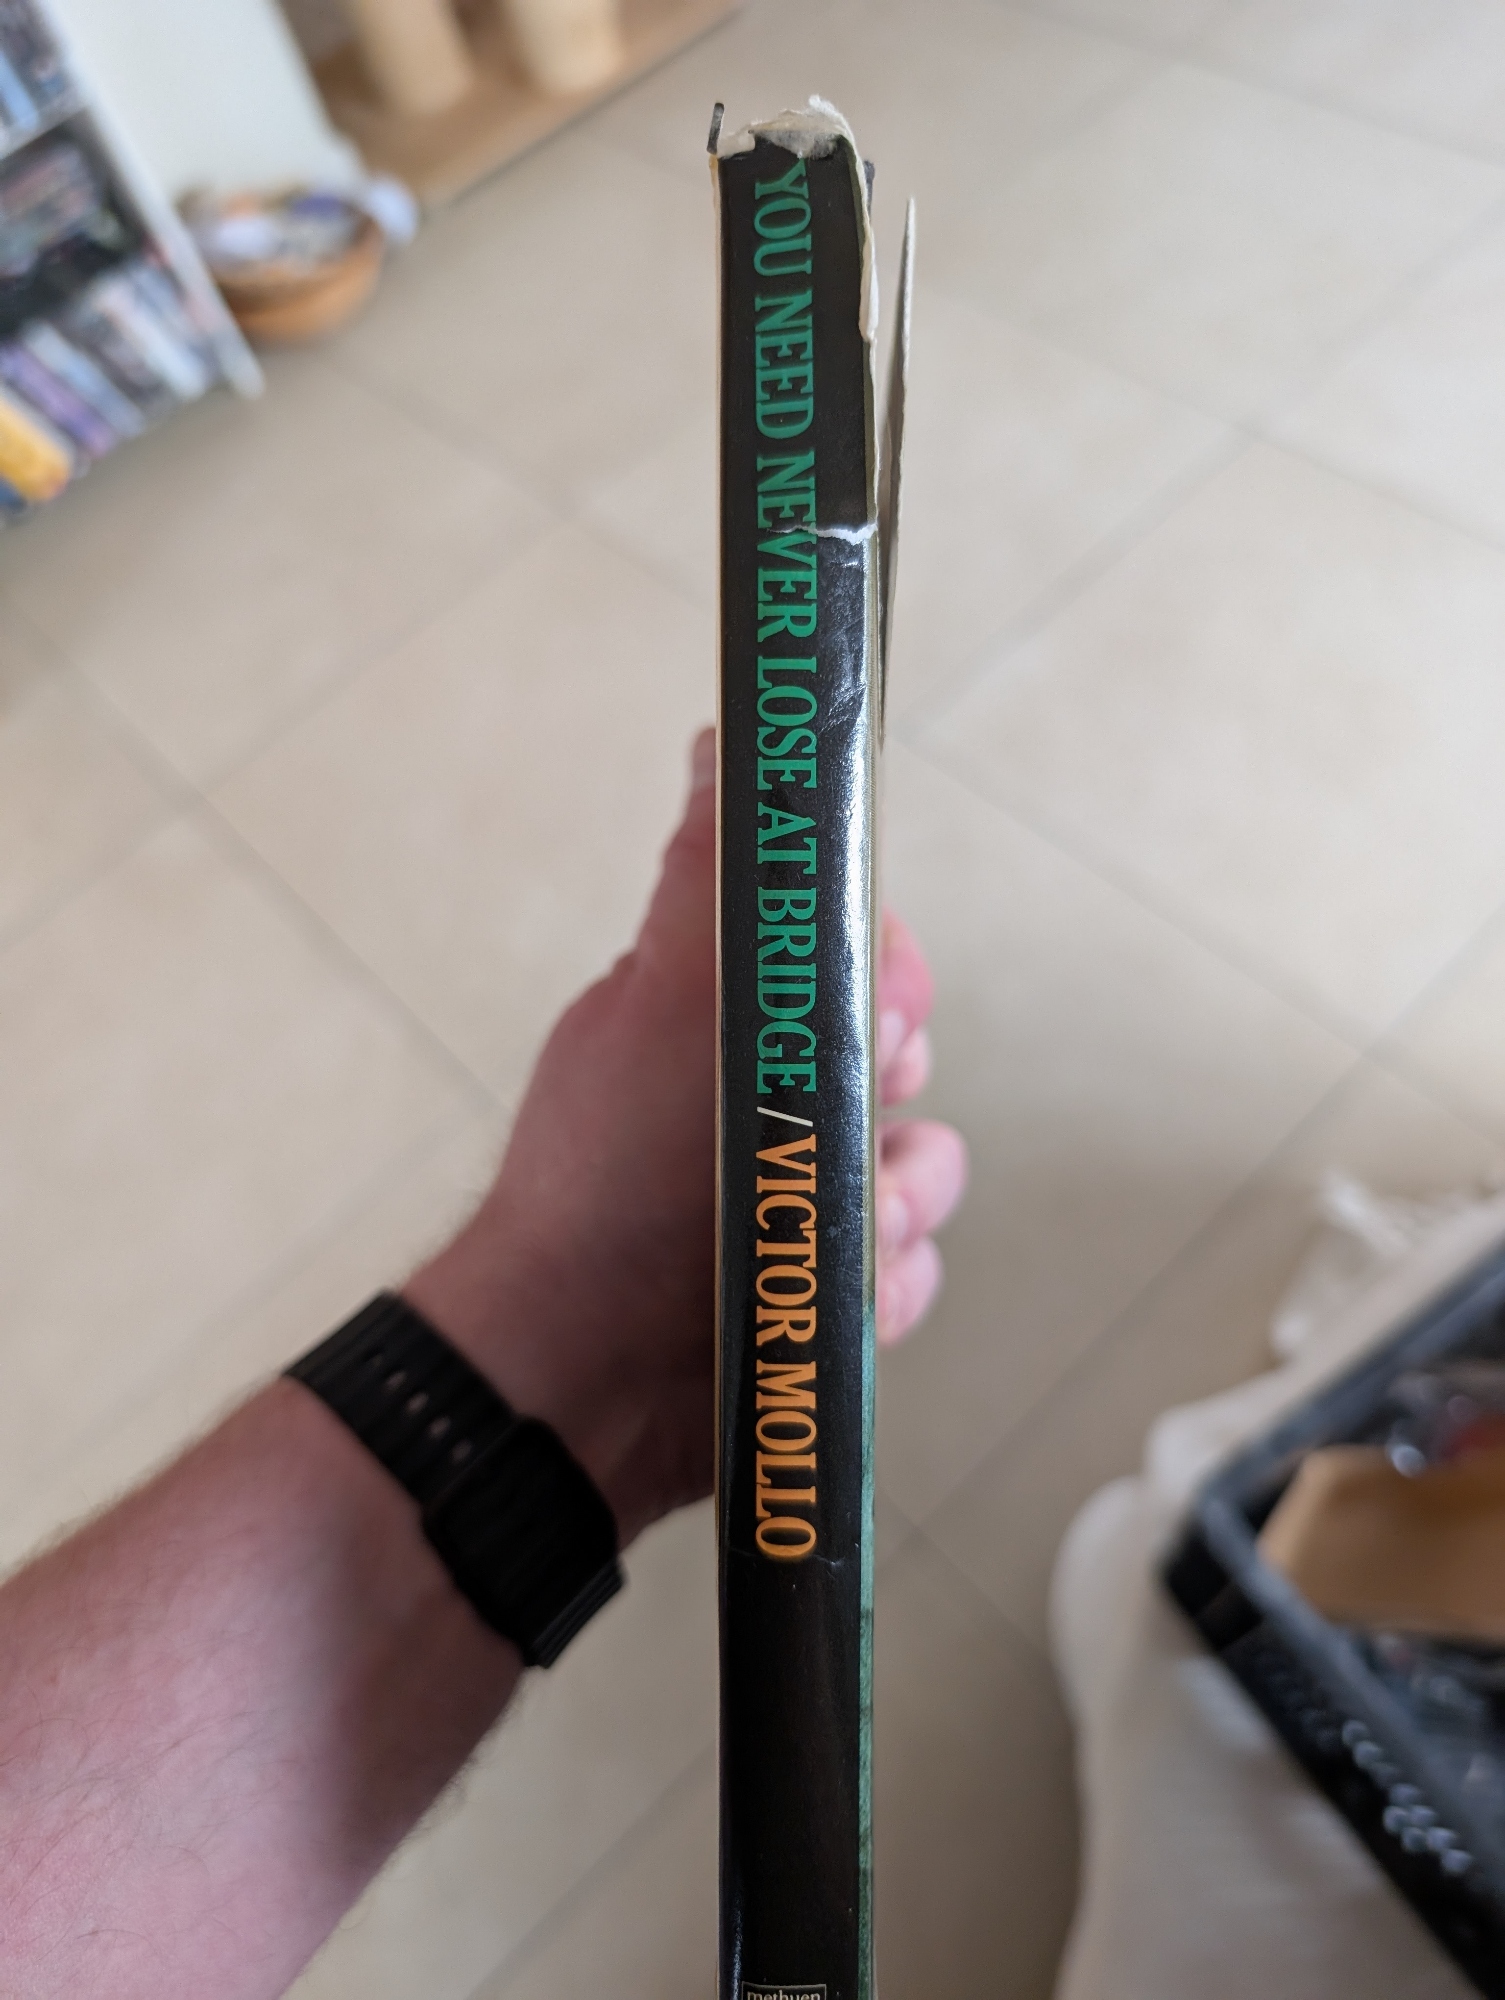 YOU NEED NEVER LOSE AT BRIDGE / VICTOR MOLLO
methuen